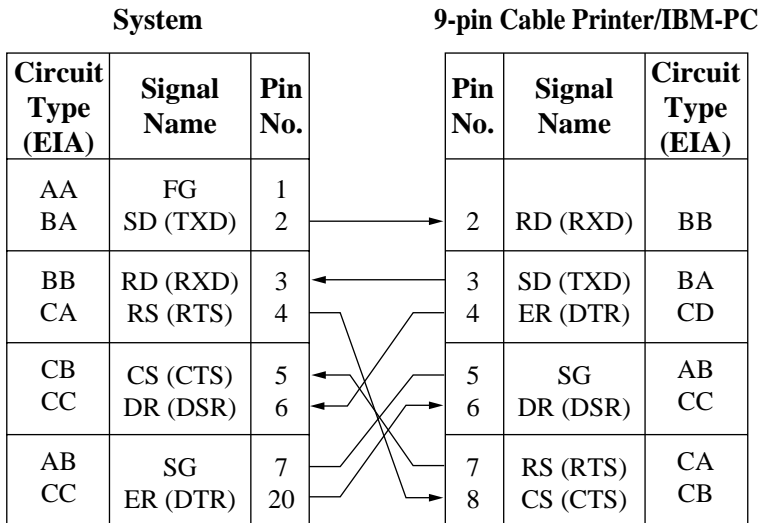 System 9-pin Cable Printer/IBM-PC
Circuit Type (EIA) Signal Name Pin No. Pin No. Signal Name Circuit Type (EIA)
AA FG 1
BA SD (TXD) 2 2 RD (RXD) BB
BB RD (RXD) 3 3 SD (TXD) BA
CA RS (RTS) 4 4 ER (DTR) CD
CB CS (CTS) 5 5 SG AB
CC DR (DSR) 6 6 DR (DSR) CC
AB SG 7 7 RS (RTS) CA
CC ER (DTR) 20 8 CS (CTS) CB